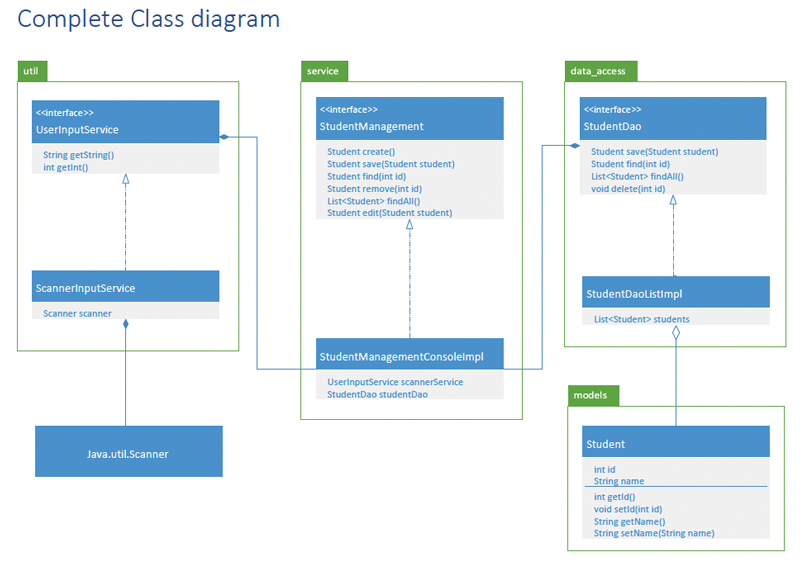 Complete Class diagram
util
<<interface>>
UserInputService
String getString()
int getInt()
ScannerInputService
Scanner scanner
Java.util.Scanner
service
<<interface>>
StudentManagement
Student create()
Student save(Student student)
Student find(int id)
Student remove(int id)
List<Student> findAll()
Student edit(Student student)
StudentManagementConsoleImpl
UserInputService scannerService
StudentDao studentDao
data_access
<<interface>>
StudentDao
Student save(Student student)
Student find(int id)
List<Student> findAll()
void delete(int id)
StudentDaoListImpl
List<Student> students
models
Student
int id
String name
int getId()
void setId(int id)
String getName()
String setName(String name)